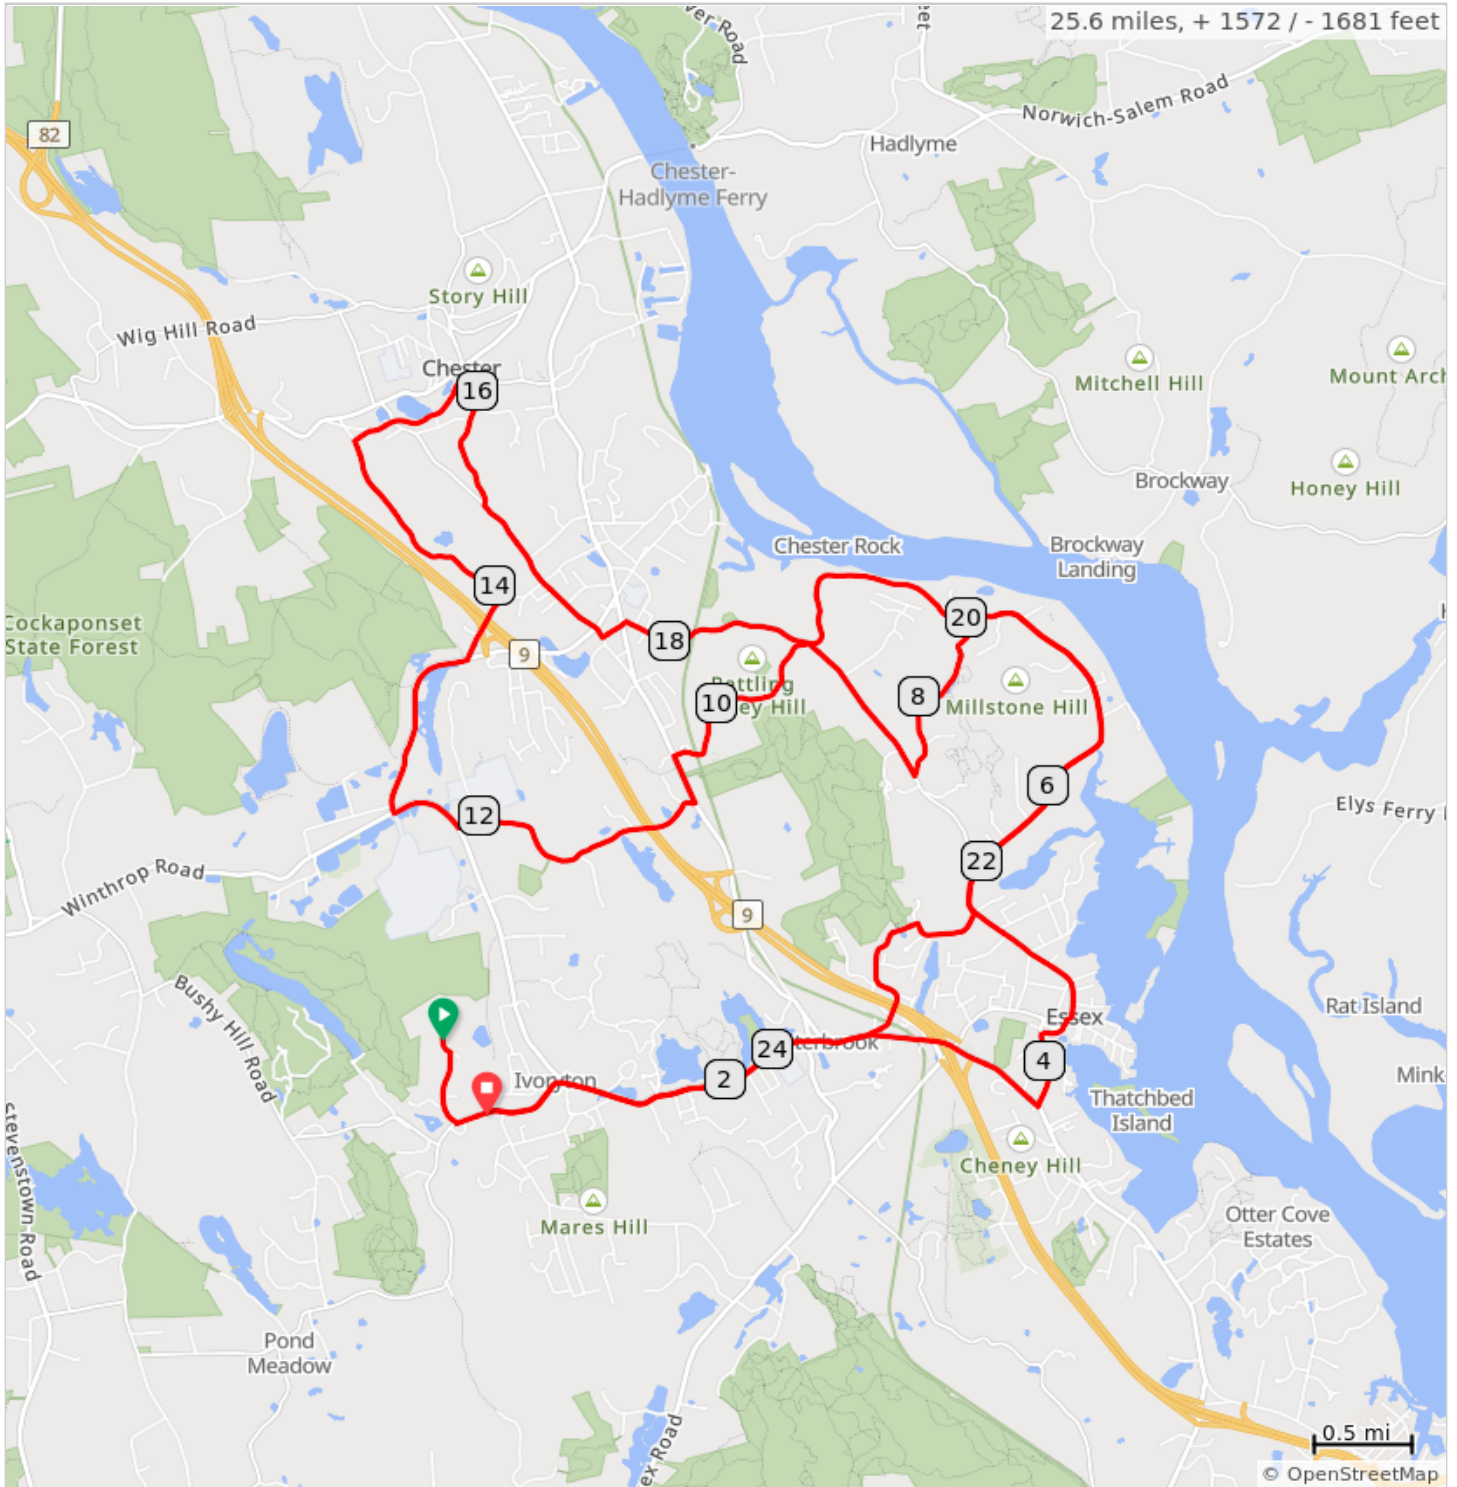 25.6 miles, + 1572 / - 1681 feet
Norwich-Salem Road
82
Hadlyme
Chester-
Hadlyme Ferry
Story Hill
Wig Hill Road
Chester
16
Mitchell Hill
Mount Arch
Brockway
Honey Hill
Chester Rock
Brockway
Landing
14
20
Cockaponset
State Forest
9
18
8
10
Millstone Hill
6
12
Elys Ferry
22
Winthrop Road
9
Bushy Hill Road
Rat Island
Essex
24
4
2
Ivoryton
Mink
Thatchbed
Island
Stevenstown Road
Cheney Hill
Mares Hill
Otter Cove
Estates
Pond
Meadow
ex Road
0.5 mi
© OpenStreetMap